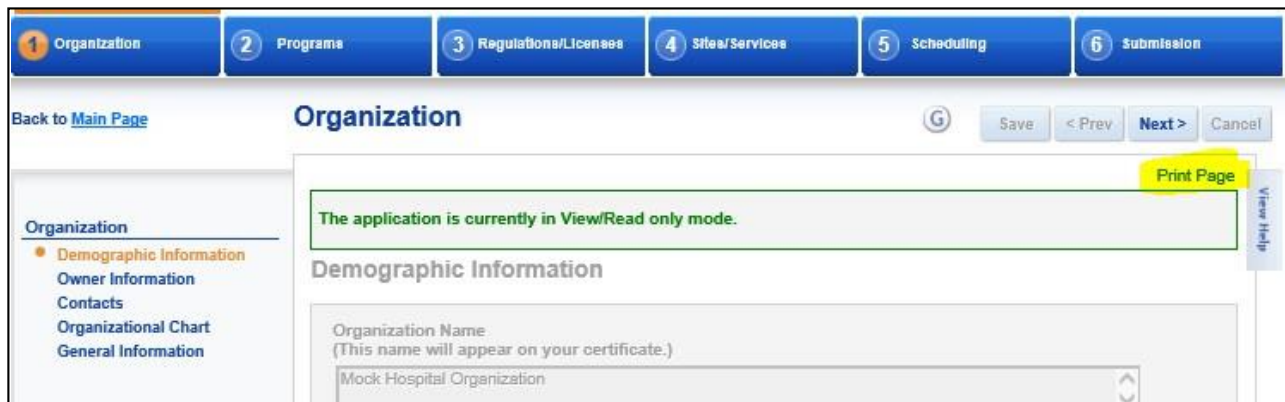 1 Organization 2 Programs 3 Regulations/Licenses 4 Sites/Services 5 Scheduling 6 Submission
Back to Main Page
Organization
G Save < Prev Next > Cancel
Print Page
View Help
The application is currently in View/Read only mode.
Organization
Demographic Information
Owner Information
Contacts
Organizational Chart
General Information
Demographic Information
Organization Name
(This name will appear on your certificate.)
Mock Hospital Organization